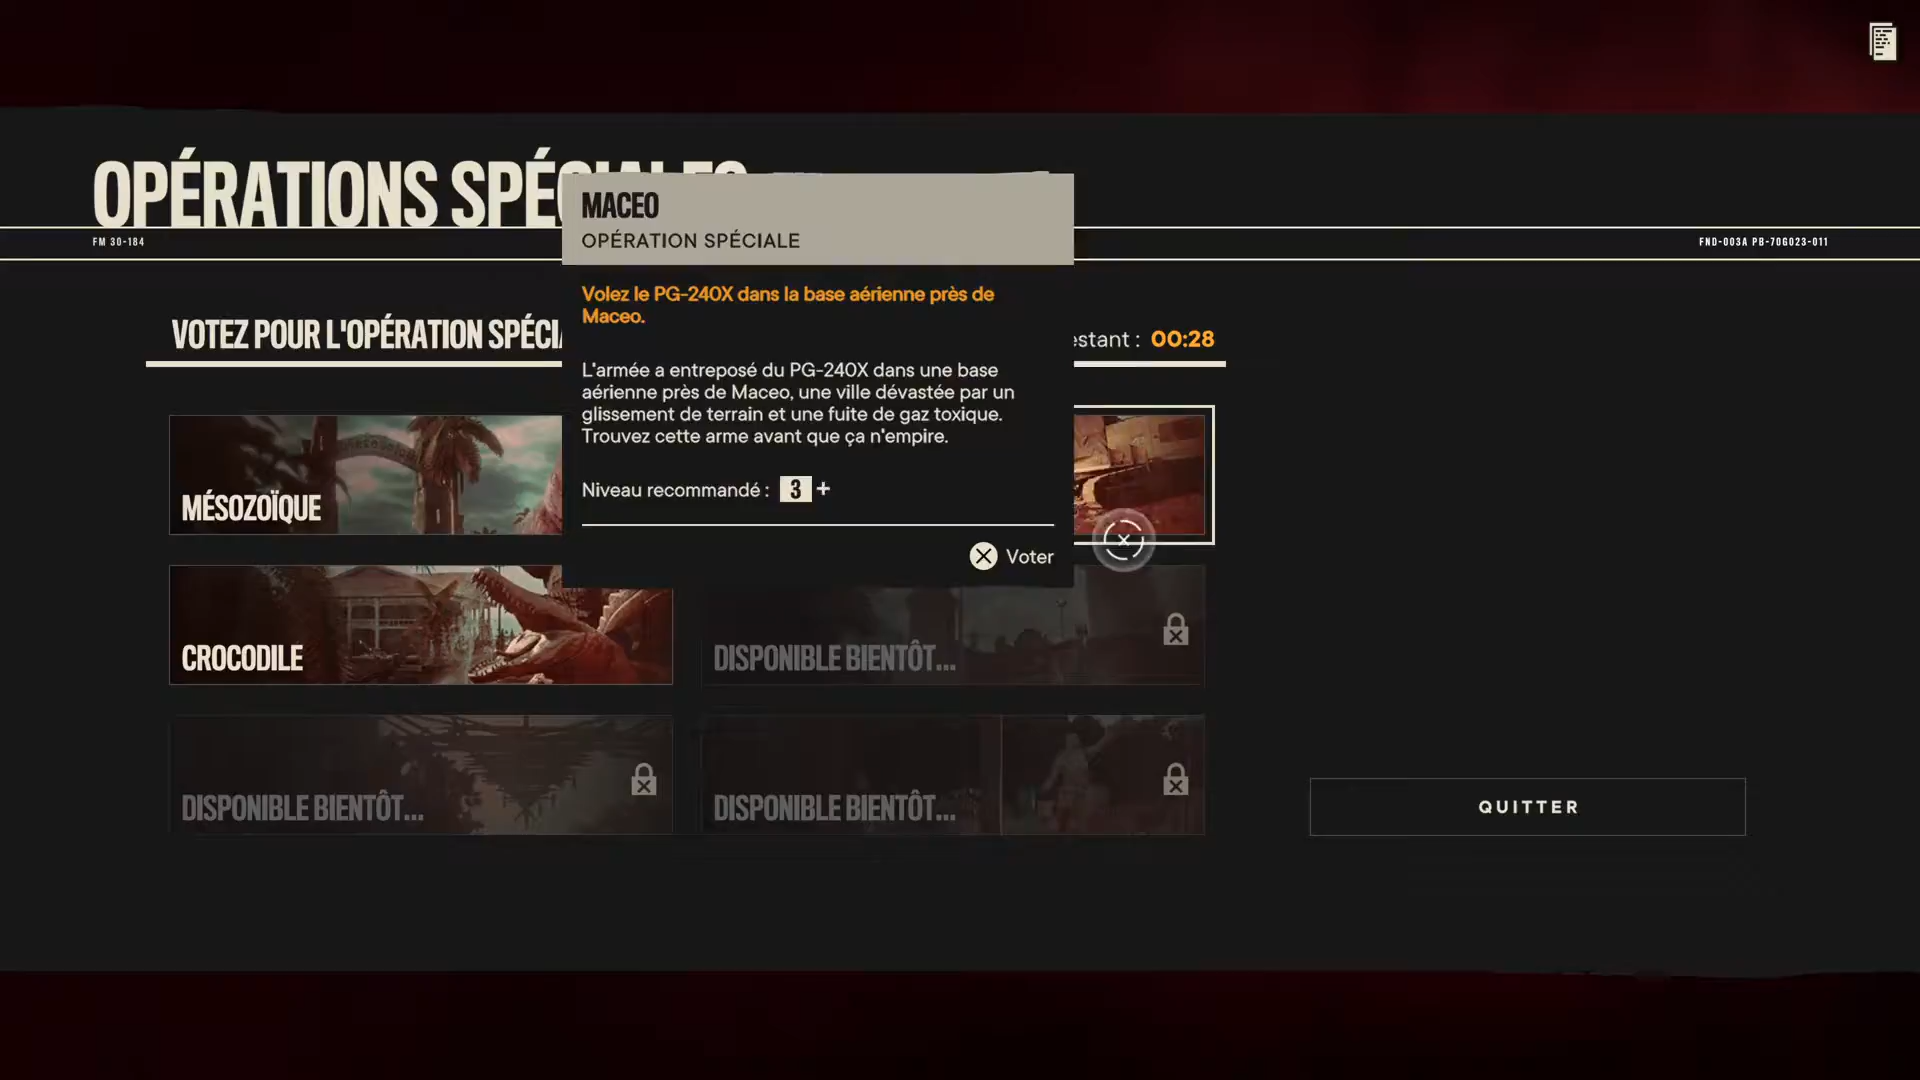 OPÉRATIONS
FM 30-184
FND-003A PB-70G023-011
MACEO
OPÉRATION SPÉCIALE
Volez le PG-240X dans la base aérienne près de
Maceo.
L'armée a entreposé du PG-240X dans une base
aérienne près de Maceo, une ville dévastée par un
glissement de terrain et une fuite de gaz toxique.
Trouvez cette arme avant que ça n'empire.
Niveau recommandé : 3 +
Voter
VOTEZ POUR L'OPÉRATION
00:28
MÉSOZOÏQUE
CROCODILE
DISPONIBLE BIENTÔT...
DISPONIBLE BIENTÔT...
DISPONIBLE BIENTÔT...
QUITTER